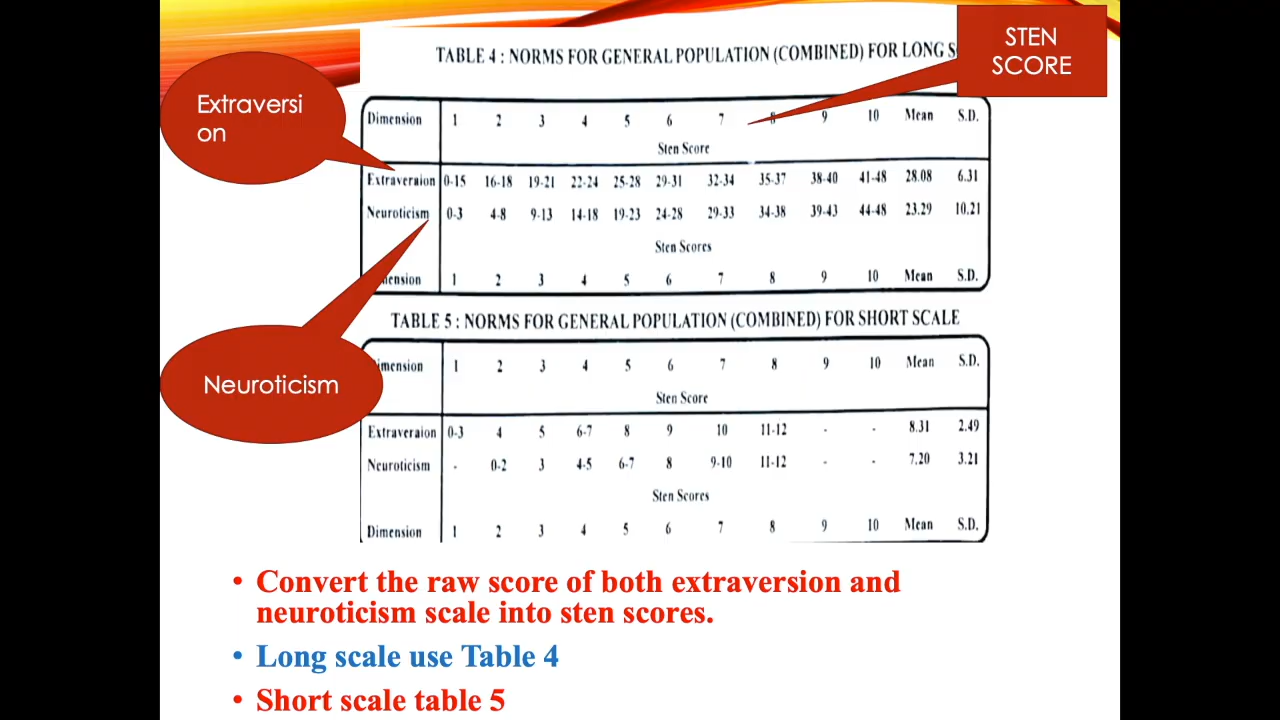 STEN
SCORE
TABLE 4 : NORMS FOR GENERAL POPULATION (COMBINED) FOR LONG S
Extraversi
on
Dimension 1 2 3 4 5 6 7 8 9 10 Mean S.D.
Sten Score
Extraveraion 0-15 16-18 19-21 22-24 25-28 29-31 32-34 35-37 38-40 41-48 28.08 6.31
Neuroticism 0-3 4-8 9-13 14-18 19-23 24-28 29-33 34-38 39-43 44-48 23.29 10.21
Sten Scores
mension 1 2 3 4 5 6 7 8 9 10 Mean S.D.
TABLE 5 : NORMS FOR GENERAL POPULATION (COMBINED) FOR SHORT SCALE
Neuroticism
imension 1 2 3 4 5 6 7 8 9 10 Mean S.D.
Sten Score
Extraveraion 0-3 4 5 6-7 8 9 10 11-12 - - 8.31 2.49
Neuroticism - 0-2 3 4-5 6-7 8 9-10 11-12 - - 7.20 3.21
Sten Scores
Dimension 1 2 3 4 5 6 7 8 9 10 Mean S.D.
• Convert the raw score of both extraversion and
neuroticism scale into sten scores.
• Long scale use Table 4
• Short scale table 5